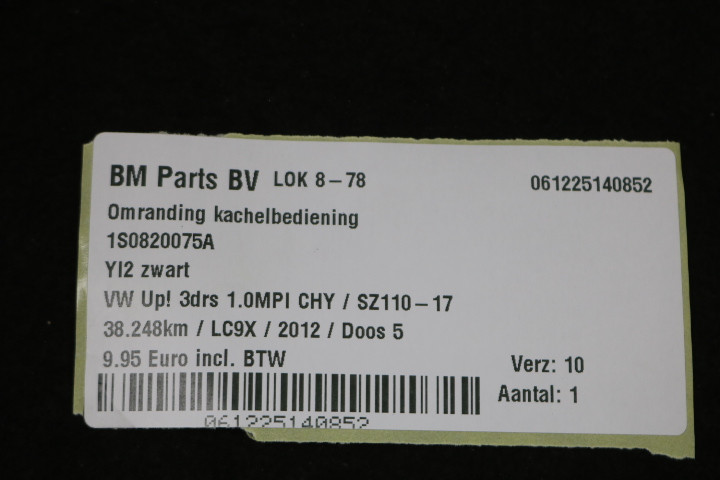 BM Parts BV LOK 8-78 061225140852
Omranding kachelbediening
1S0820075A
YI2 zwart
VW Up! 3drs 1.0MPI CHY / SZ110-17
38.248km / LC9X / 2012 / Doos 5
9.95 Euro incl. BTW Verz: 10
Aantal: 1
061225140852